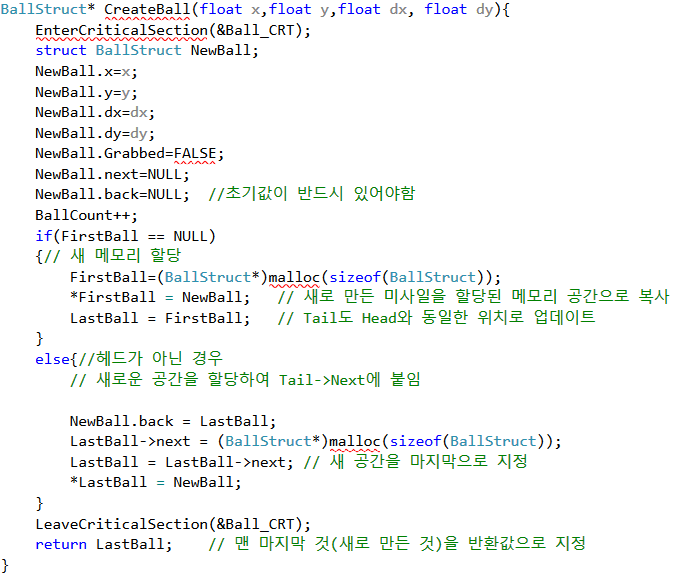 BallStruct* CreateBall(float x,float y,float dx, float dy){
    EnterCriticalSection(&Ball_CRT);
    struct BallStruct NewBall;
    NewBall.x=x;
    NewBall.y=y;
    NewBall.dx=dx;
    NewBall.dy=dy;
    NewBall.Grabbed=FALSE;
    NewBall.next=NULL;
    NewBall.back=NULL;  //초기값이 반드시 있어야함
    BallCount++;
    if(FirstBall == NULL)
    {// 새 메모리 할당
        FirstBall=(BallStruct*)malloc(sizeof(BallStruct));
        *FirstBall = NewBall;   // 새로 만든 미사일을 할당된 메모리 공간으로 복사
        LastBall = FirstBall;   // Tail도 Head와 동일한 위치로 업데이트
    }
    else{//헤드가 아닌 경우
        // 새로운 공간을 할당하여 Tail->Next에 붙임
        NewBall.back = LastBall;
        LastBall->next = (BallStruct*)malloc(sizeof(BallStruct));
        LastBall = LastBall->next; // 새 공간을 마지막으로 지정
        *LastBall = NewBall;
    }
    LeaveCriticalSection(&Ball_CRT);
    return LastBall;    // 맨 마지막 것(새로 만든 것)을 반환값으로 지정
}